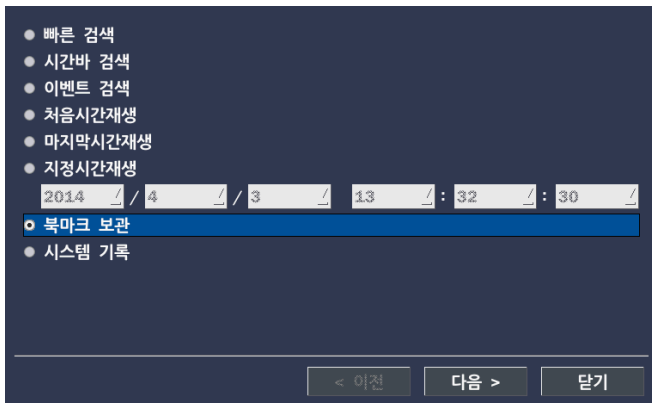 빠른 검색
시간바 검색
이벤트 검색
처음시간재생
마지막시간재생
지정시간재생
2014 / 4 / 3 13 : 32 : 30
북마크 보관
시스템 기록
< 이전 다음 > 닫기